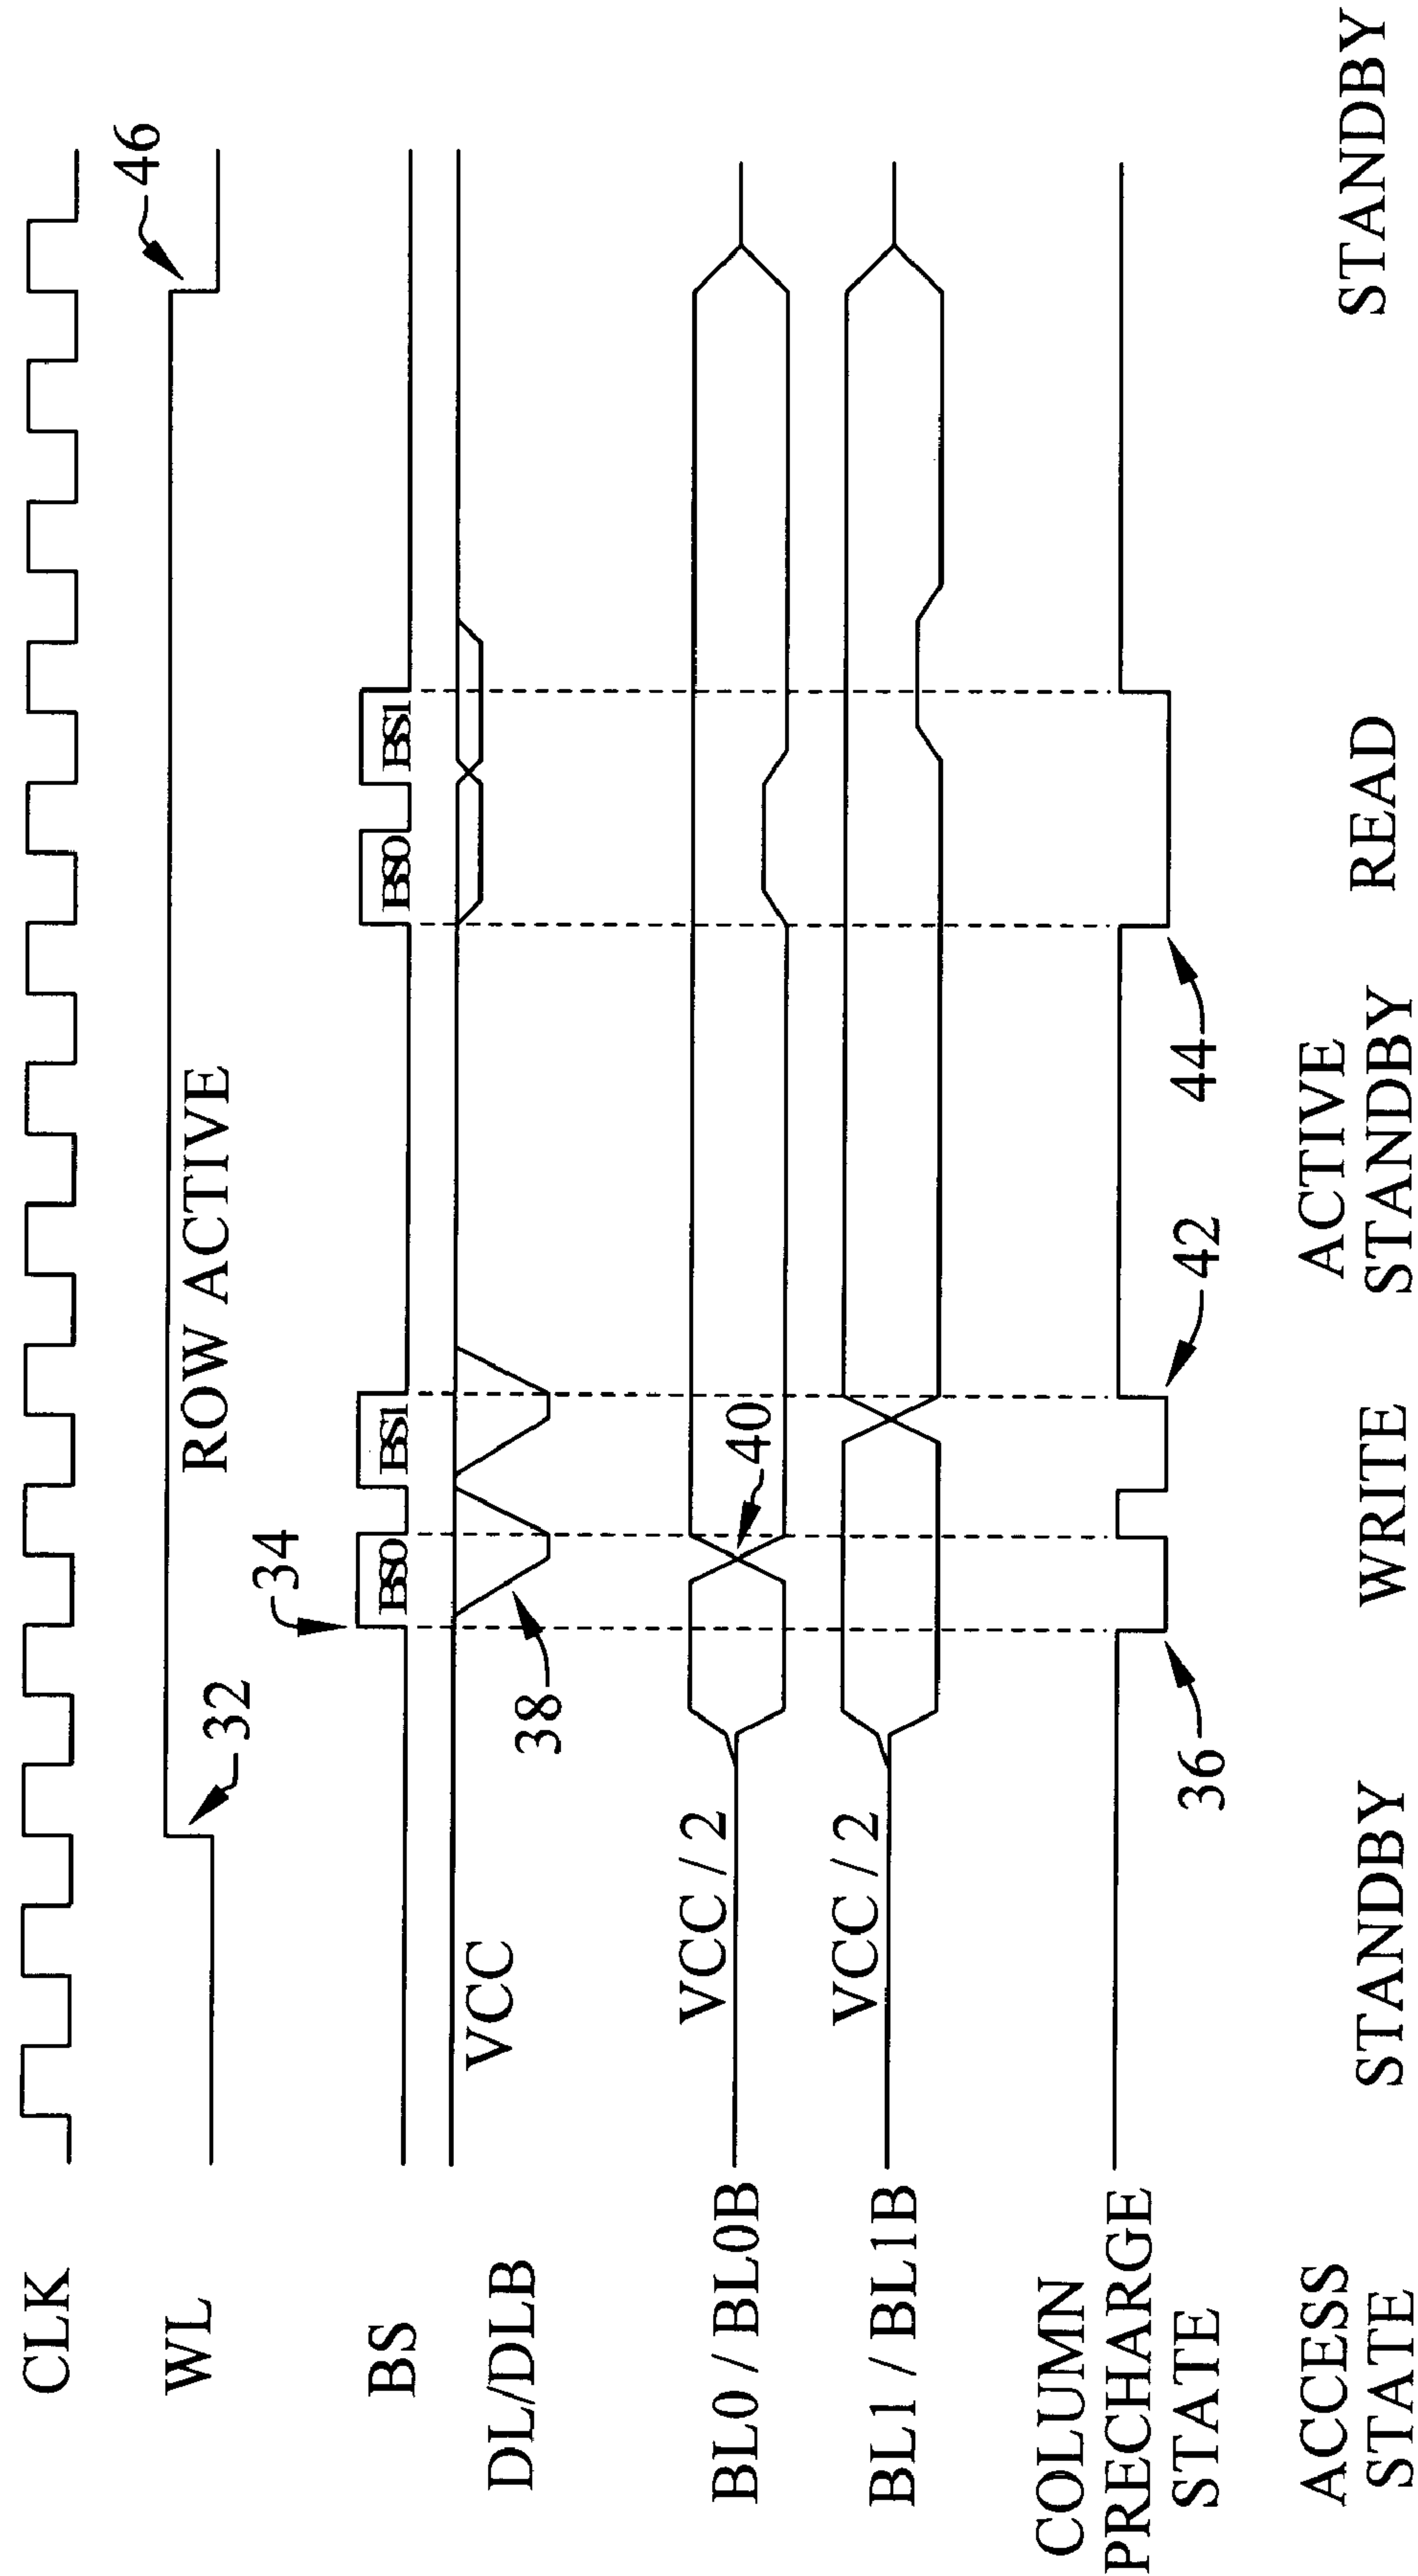 CLK
46
WL
ROW ACTIVE
32
34
BS
BS0
BS1
BS0
BS1
DL/DLB
VCC
38
BL0 / BL0B
VCC / 2
40
BL1 / BL1B
VCC / 2
COLUMN
PRECHARGE
STATE
36
42
44
ACCESS
STATE
STANDBY
WRITE
ACTIVE
STANDBY
READ
STANDBY